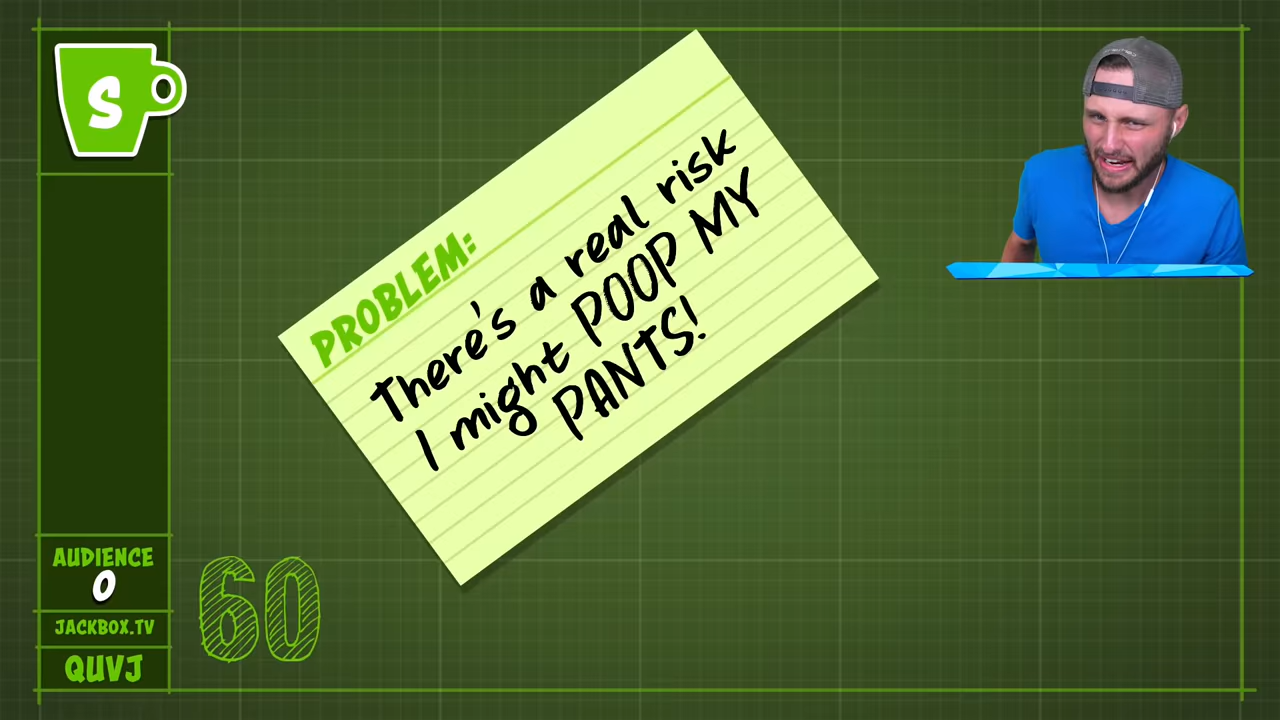 S
PROBLEM:
There's a real risk
I might POOP MY
PANTS!
AUDIENCE
0
JACKBOX.TV
QUVJ
60